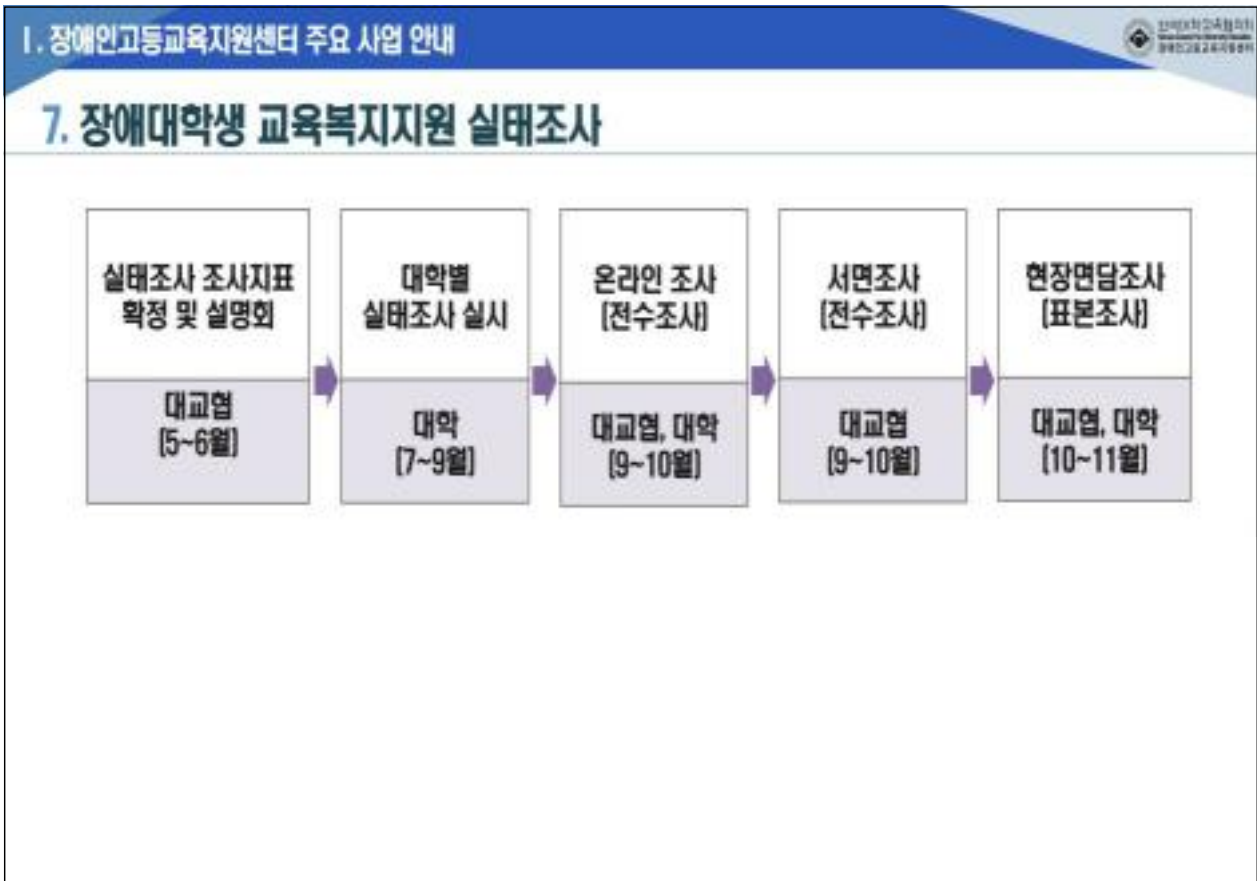 Ⅰ. 장애인고등교육지원센터 주요 사업 안내
7. 장애대학생 교육복지지원 실태조사
실태조사 조사지표
확정 및 설명회
대교협
(5~6월)
대학별
실태조사 실시
대학
(7~9월)
온라인 조사
(전수조사)
대교협, 대학
(9~10월)
서면조사
(전수조사)
대교협
(9~10월)
현장면담조사
(표본조사)
대교협, 대학
(10~11월)